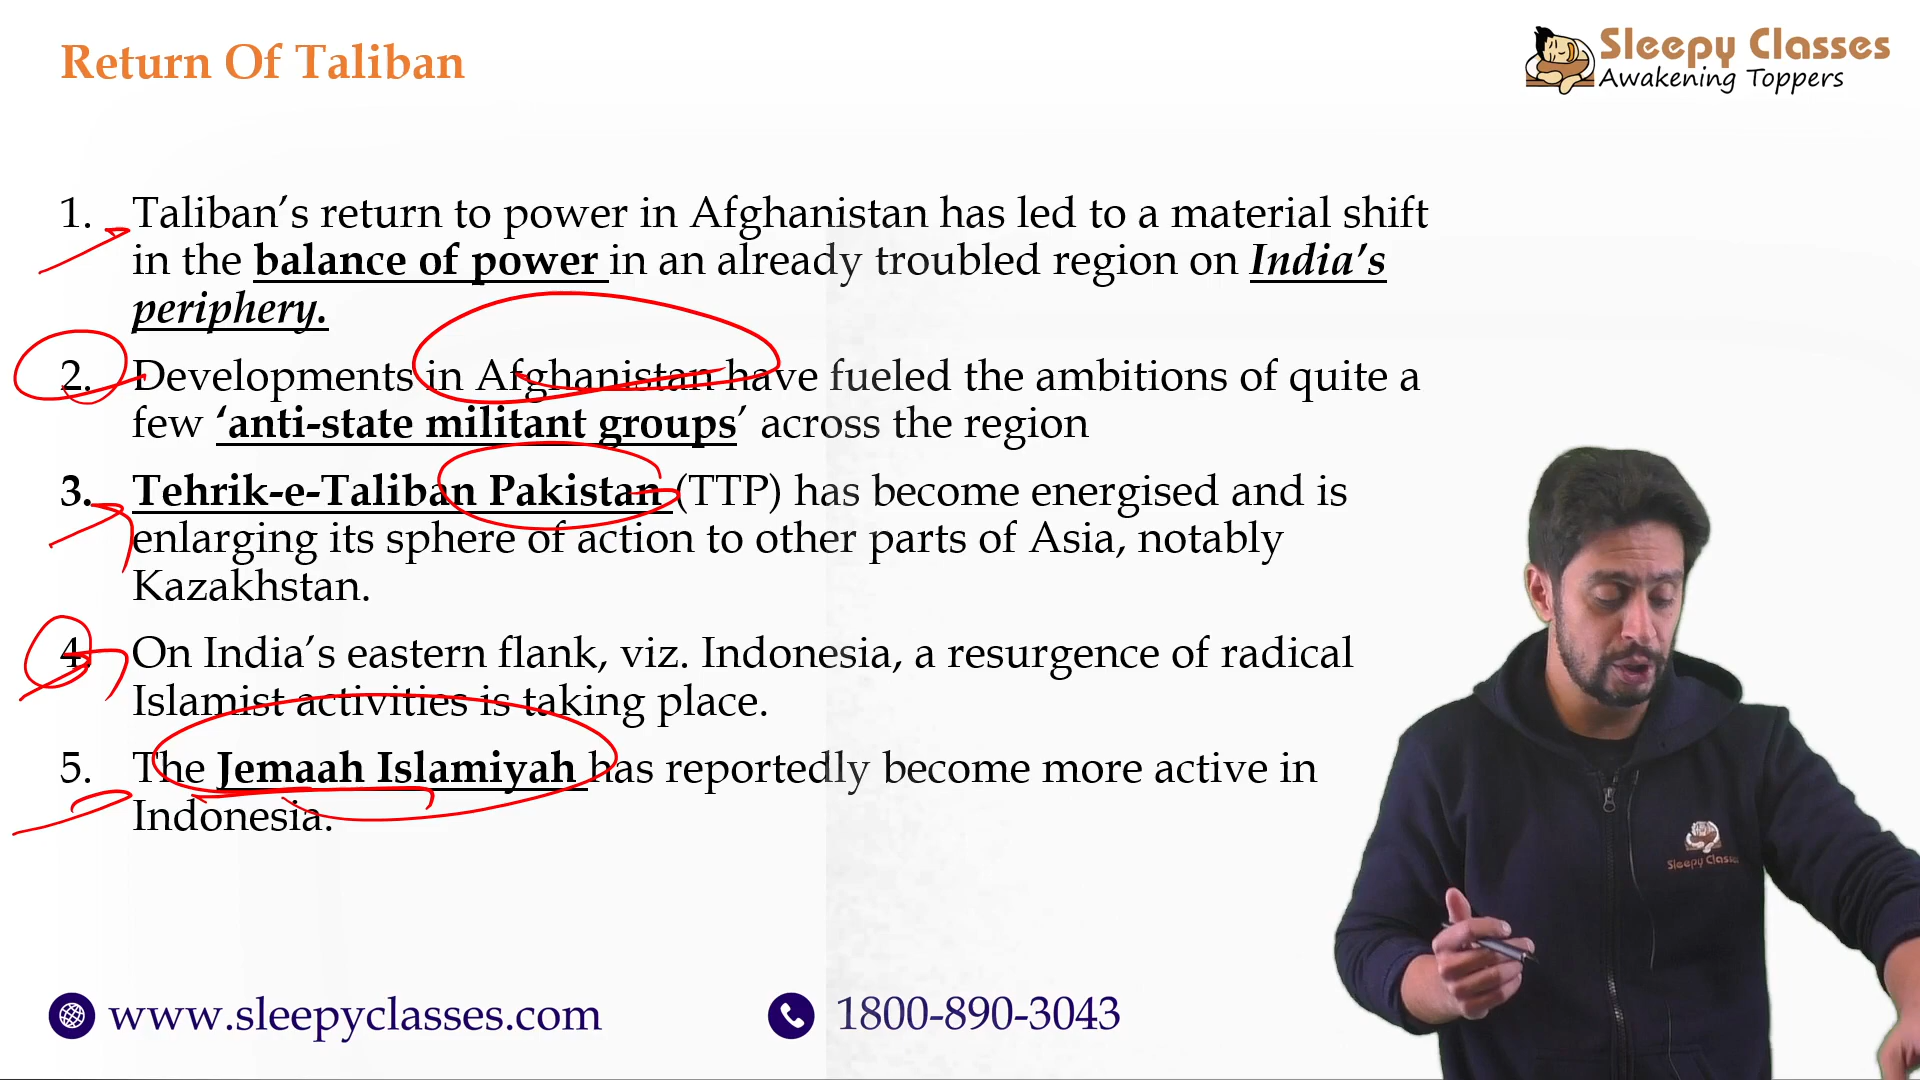 Return Of Taliban
Sleepy Classes
Awakening Toppers
1. Taliban’s return to power in Afghanistan has led to a material shift
in the balance of power in an already troubled region on India’s
periphery.
2. Developments in Afghanistan have fueled the ambitions of quite a
few ‘anti-state militant groups’ across the region
3. Tehrik-e-Taliban Pakistan (TTP) has become energised and is
enlarging its sphere of action to other parts of Asia, notably
Kazakhstan.
4. On India’s eastern flank, viz. Indonesia, a resurgence of radical
Islamist activities is taking place.
5. The Jemaah Islamiyah has reportedly become more active in
Indonesia.
Sleepy Classes
www.sleepyclasses.com
1800-890-3043